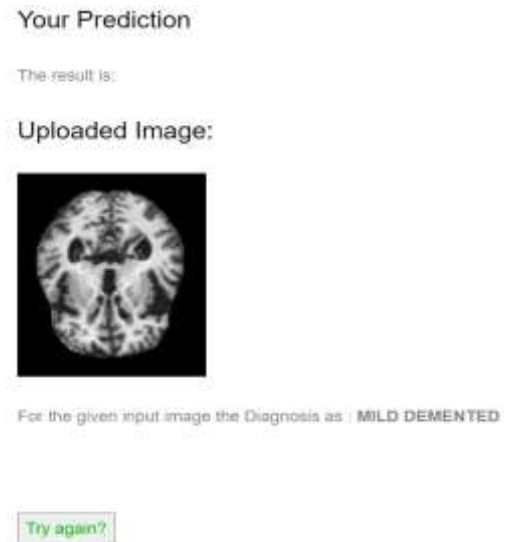 Your Prediction
The result is:
Uploaded Image:
For the given input image the Diagnosis as : MILD DEMENTED
Try again?